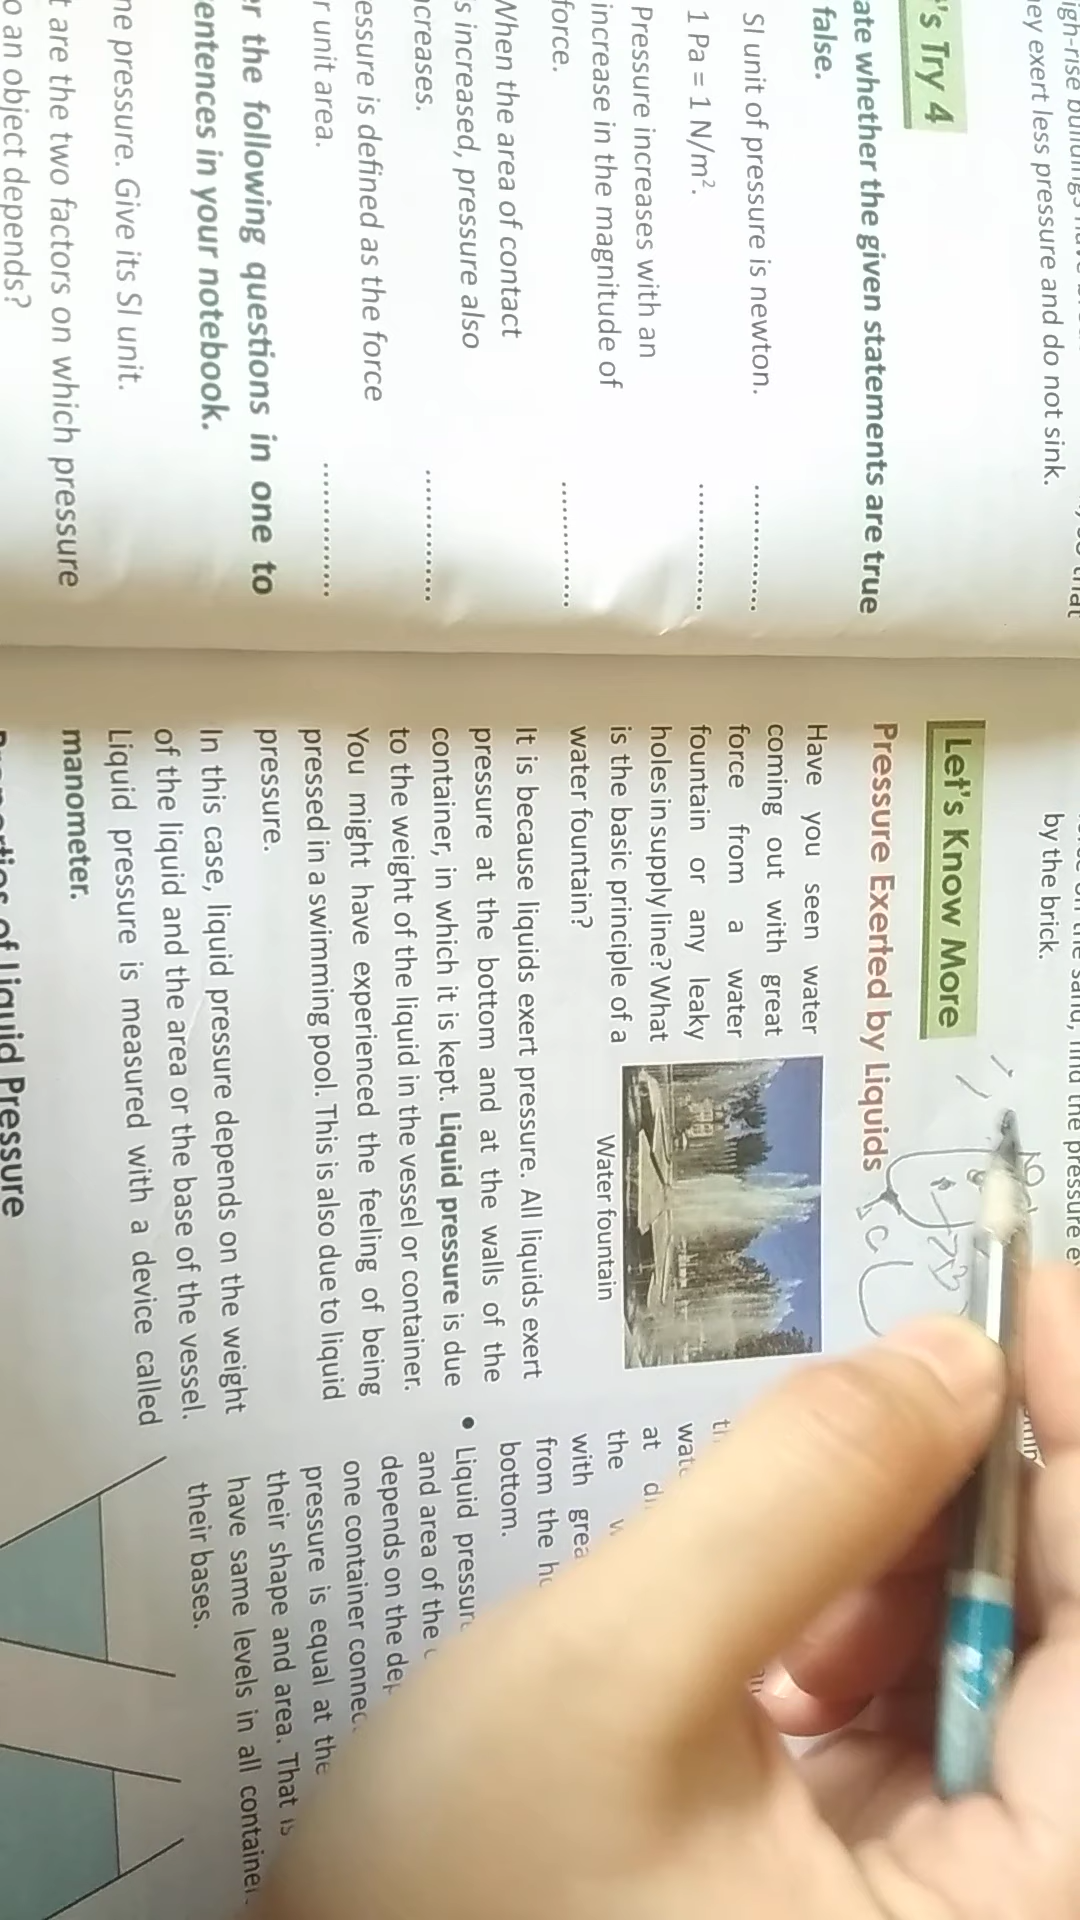 they exert less pressure and do not sink.
's Try 4
ate whether the given statements are true
false.
SI unit of pressure is newton. ............
1 Pa = 1 N/m². ............
Pressure increases with an
increase in the magnitude of
force. ............
When the area of contact
s increased, pressure also
ncreases. ............
essure is defined as the force
r unit area. ............
er the following questions in one to
entences in your notebook.
ne pressure. Give its SI unit.
t are the two factors on which pressure
o an object depends?
by the brick.
Let's Know More
Pressure Exerted by Liquids
Have you seen water
coming out with great
force from a water
fountain or any leaky
holes in supply line? What
is the basic principle of a
water fountain?
Water fountain
It is because liquids exert pressure. All liquids exert
pressure at the bottom and at the walls of the
container, in which it is kept. Liquid pressure is due
to the weight of the liquid in the vessel or container.
You might have experienced the feeling of being
pressed in a swimming pool. This is also due to liquid
pressure.
In this case, liquid pressure depends on the weight
of the liquid and the area or the base of the vessel.
Liquid pressure is measured with a device called
manometer.
Properties of Liquid Pressure
at
the
with
from the
bottom.
• Liquid pressure
and area of the
depends on the
one container
pressure is equal at the
their shape and area. That is
have same levels in all container
their bases.